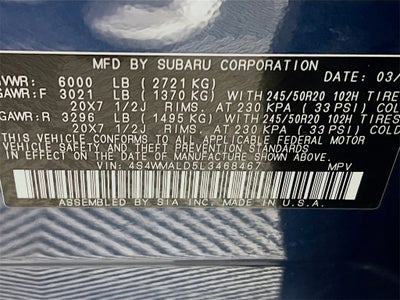 MFD BY SUBARU CORPORATION
VWR: 6000 LB (2721 KG) DATE: 03/
GAWR: F 3021 LB (1370 KG) WITH 245/50R20 102H TIRE
20X7 1/2J RIMS, AT 230 KPA (33 PSI) COL
GAWR: R 3296 LB (1495 KG) WITH 245/50R20 102H TIRE
20X7 1/2J RIMS, AT 230 KPA (33 PSI) COLD
THIS VEHICLE CONFORMS TO ALL APPLICABLE FEDERAL MOTOR
VEHICLE SAFETY AND THEFT PREVENTION STANDARDS
IN EFFECT ON THE DATE OF MANUFACTURE SHOWN ABOVE.
VIN: 4S4WMALD5L3468467 MPV
ASSEMBLED BY SIA INC. MADE IN U.S.A.